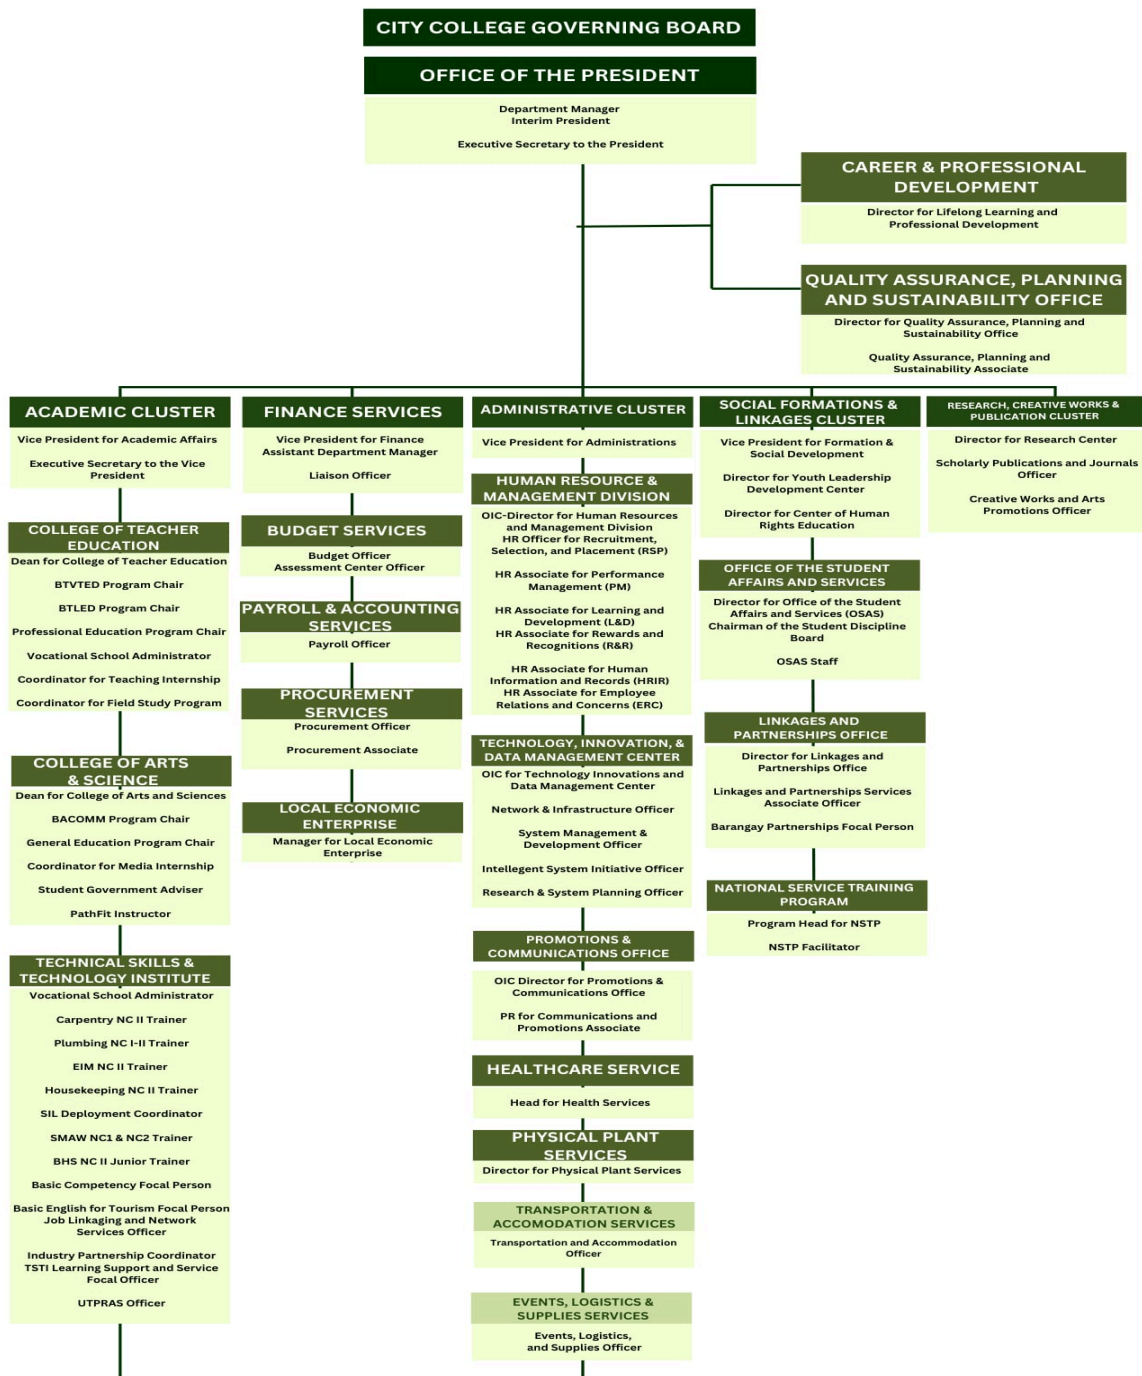 CITY COLLEGE GOVERNING BOARD
OFFICE OF THE PRESIDENT
Department Manager
Interim President
Executive Secretary to the President
CAREER & PROFESSIONAL
DEVELOPMENT
Director for Lifelong Learning and
Professional Development
QUALITY ASSURANCE, PLANNING
AND SUSTAINABILITY OFFICE
Director for Quality Assurance, Planning and
Sustainability Office
Quality Assurance, Planning and
Sustainability Associate
ACADEMIC CLUSTER
Vice President for Academic Affairs
Executive Secretary to the Vice
President
COLLEGE OF TEACHER
EDUCATION
Dean for College of Teacher Education
BTVTED Program Chair
BTLED Program Chair
Professional Education Program Chair
Vocational School Administrator
Coordinator for Teaching Internship
Coordinator for Field Study Program
COLLEGE OF ARTS
& SCIENCE
Dean for College of Arts and Sciences
BACOMM Program Chair
General Education Program Chair
Coordinator for Media Internship
Student Government Adviser
PathFit Instructor
TECHNICAL SKILLS &
TECHNOLOGY INSTITUTE
Vocational School Administrator
Carpentry NC II Trainer
Plumbing NC I-II Trainer
EIM NC II Trainer
Housekeeping NC II Trainer
SIL Deployment Coordinator
SMAW NC1 & NC2 Trainer
BHS NC II Junior Trainer
Basic Competency Focal Person
Basic English for Tourism Focal Person
Job Linkaging and Network
Services Officer
Industry Partnership Coordinator
TSTI Learning Support and Service
Focal Officer
UTPRAS Officer
FINANCE SERVICES
Vice President for Finance
Assistant Department Manager
Liaison Officer
BUDGET SERVICES
Budget Officer
Assessment Center Officer
PAYROLL & ACCOUNTING
SERVICES
Payroll Officer
PROCUREMENT
SERVICES
Procurement Officer
Procurement Associate
LOCAL ECONOMIC
ENTERPRISE
Manager for Local Economic
Enterprise
ADMINISTRATIVE CLUSTER
Vice President for Administrations
HUMAN RESOURCE &
MANAGEMENT DIVISION
OIC-Director for Human Resources
and Management Division
HR Officer for Recruitment,
Selection, and Placement (RSP)
HR Associate for Performance
Management (PM)
HR Associate for Learning and
Development (L&D)
HR Associate for Rewards and
Recognitions (R&R)
HR Associate for Human
Information and Records (HRIR)
HR Associate for Employee
Relations and Concerns (ERC)
TECHNOLOGY, INNOVATION, &
DATA MANAGEMENT CENTER
OIC for Technology Innovations and
Data Management Center
Network & Infrastructure Officer
System Management &
Development Officer
Intellegent System Initiative Officer
Research & System Planning Officer
PROMOTIONS &
COMMUNICATIONS OFFICE
OIC Director for Promotions &
Communications Office
PR for Communications and
Promotions Associate
HEALTHCARE SERVICE
Head for Health Services
PHYSICAL PLANT
SERVICES
Director for Physical Plant Services
TRANSPORTATION &
ACCOMODATION SERVICES
Transportation and Accommodation
Officer
EVENTS, LOGISTICS &
SUPPLIES SERVICES
Events, Logistics,
and Supplies Officer
SOCIAL FORMATIONS &
LINKAGES CLUSTER
Vice President for Formation &
Social Development
Director for Youth Leadership
Development Center
Director for Center of Human
Rights Education
OFFICE OF THE STUDENT
AFFAIRS AND SERVICES
Director for Office of the Student
Affairs and Services (OSAS)
Chairman of the Student Discipline
Board
OSAS Staff
LINKAGES AND
PARTNERSHIPS OFFICE
Director for Linkages and
Partnerships Office
Linkages and Partnerships Services
Associate Officer
Barangay Partnerships Focal Person
NATIONAL SERVICE TRAINING
PROGRAM
Program Head for NSTP
NSTP Facilitator
RESEARCH, CREATIVE WORKS &
PUBLICATION CLUSTER
Director for Research Center
Scholarly Publications and Journals
Officer
Creative Works and Arts
Promotions Officer